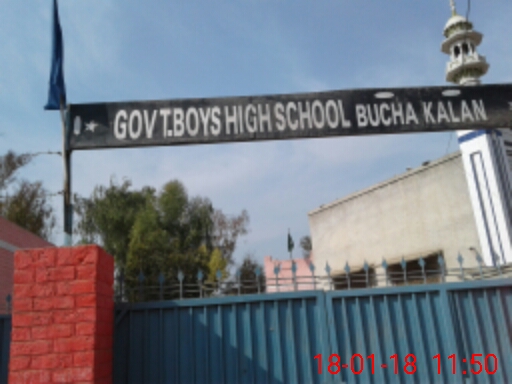 GOVT.BOYS HIGH SCHOOL BUCHA KALAN
18-01-18 11:50